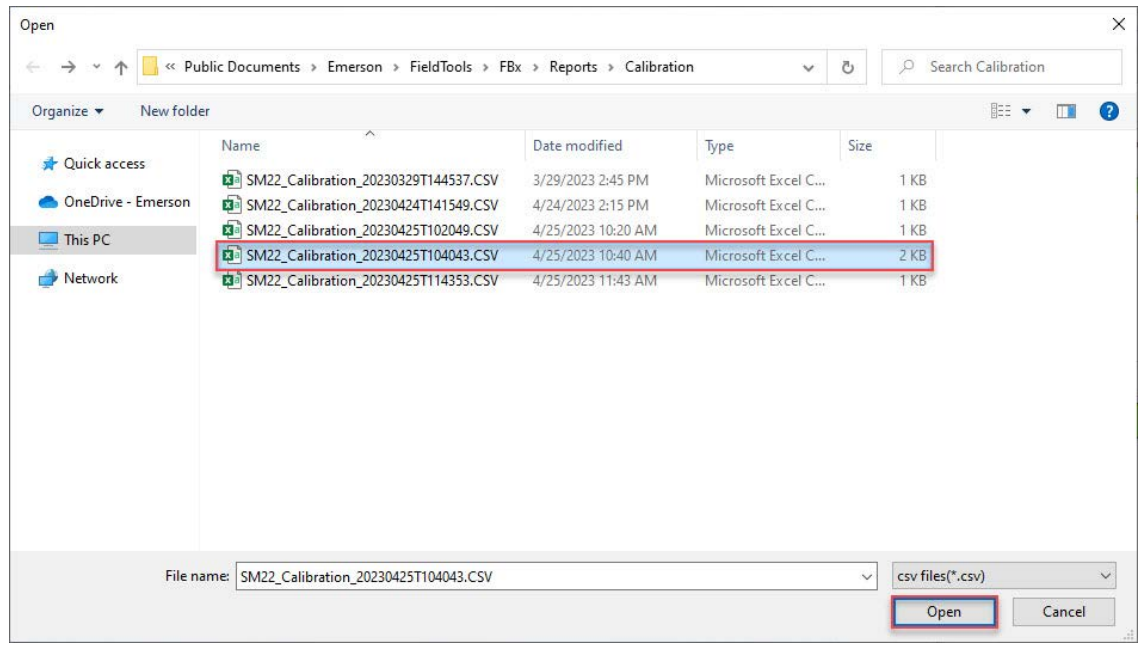 Open
« Public Documents › Emerson › FieldTools › FBx › Reports › Calibration
Search Calibration
Organize
New folder
Name Date modified Type Size
Quick access
OneDrive - Emerson
This PC
Network
SM22_Calibration_20230329T144537.CSV 3/29/2023 2:45 PM Microsoft Excel C... 1 KB
SM22_Calibration_20230424T141549.CSV 4/24/2023 2:15 PM Microsoft Excel C... 1 KB
SM22_Calibration_20230425T102049.CSV 4/25/2023 10:20 AM Microsoft Excel C... 1 KB
SM22_Calibration_20230425T104043.CSV 4/25/2023 10:40 AM Microsoft Excel C... 2 KB
SM22_Calibration_20230425T114353.CSV 4/25/2023 11:43 AM Microsoft Excel C... 1 KB
File name: SM22_Calibration_20230425T104043.CSV
csv files(*.csv)
Open Cancel